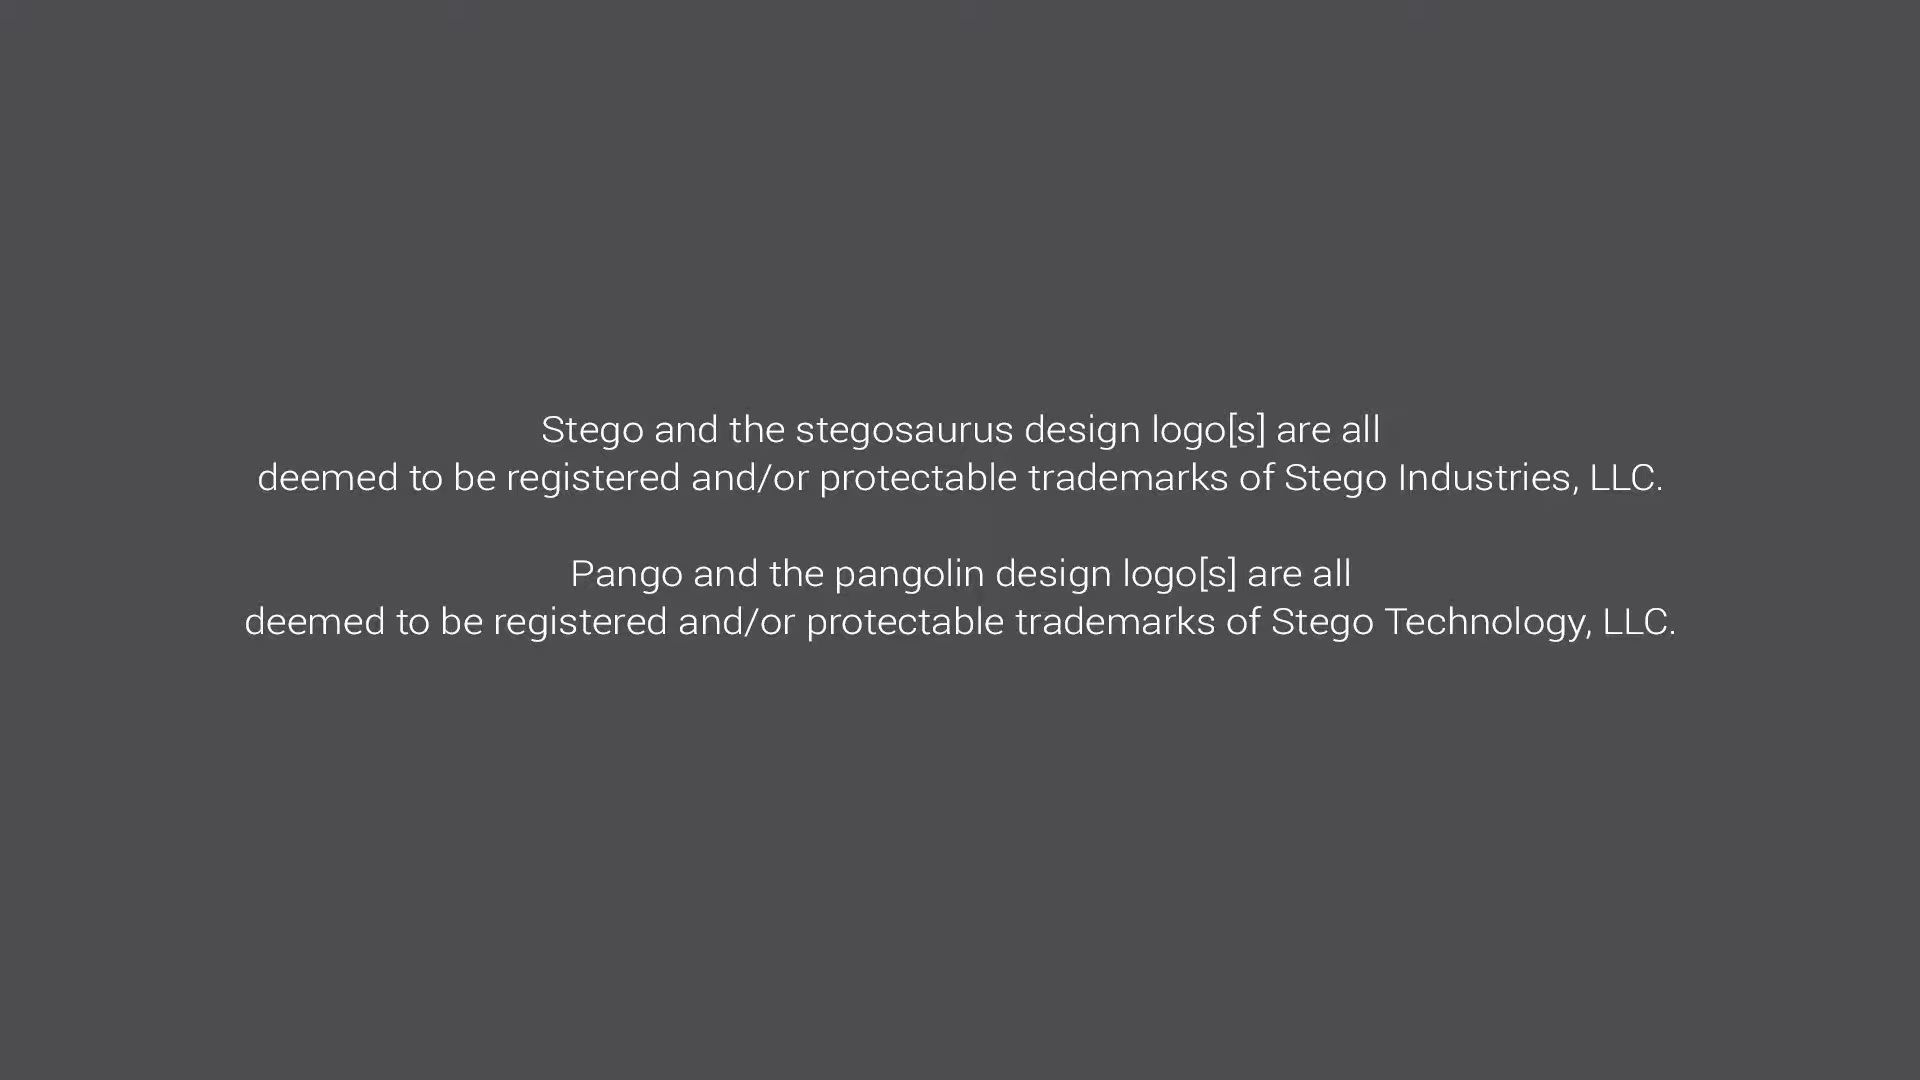 Stego and the stegosaurus design logo[s] are all
deemed to be registered and/or protectable trademarks of Stego Industries, LLC.
Pango and the pangolin design logo[s] are all
deemed to be registered and/or protectable trademarks of Stego Technology, LLC.